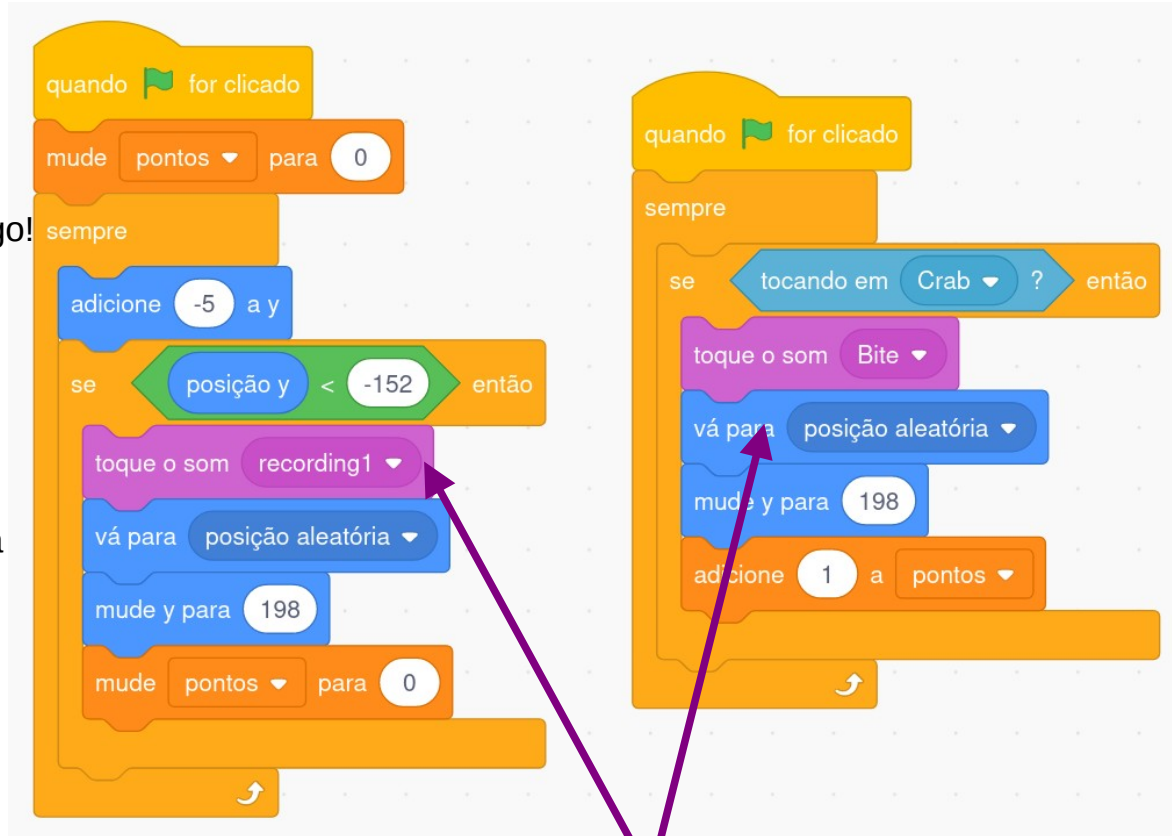 quando for clicado
mude pontos para 0
sempre
adicione -5 a y
se posição y < -152 então
toque o som recording1
vá para posição aleatória
mude y para 198
mude pontos para 0
go!
a
quando for clicado
sempre
se tocando em Crab ? então
toque o som Bite
vá para posição aleatória
mude y para 198
adicione 1 a pontos